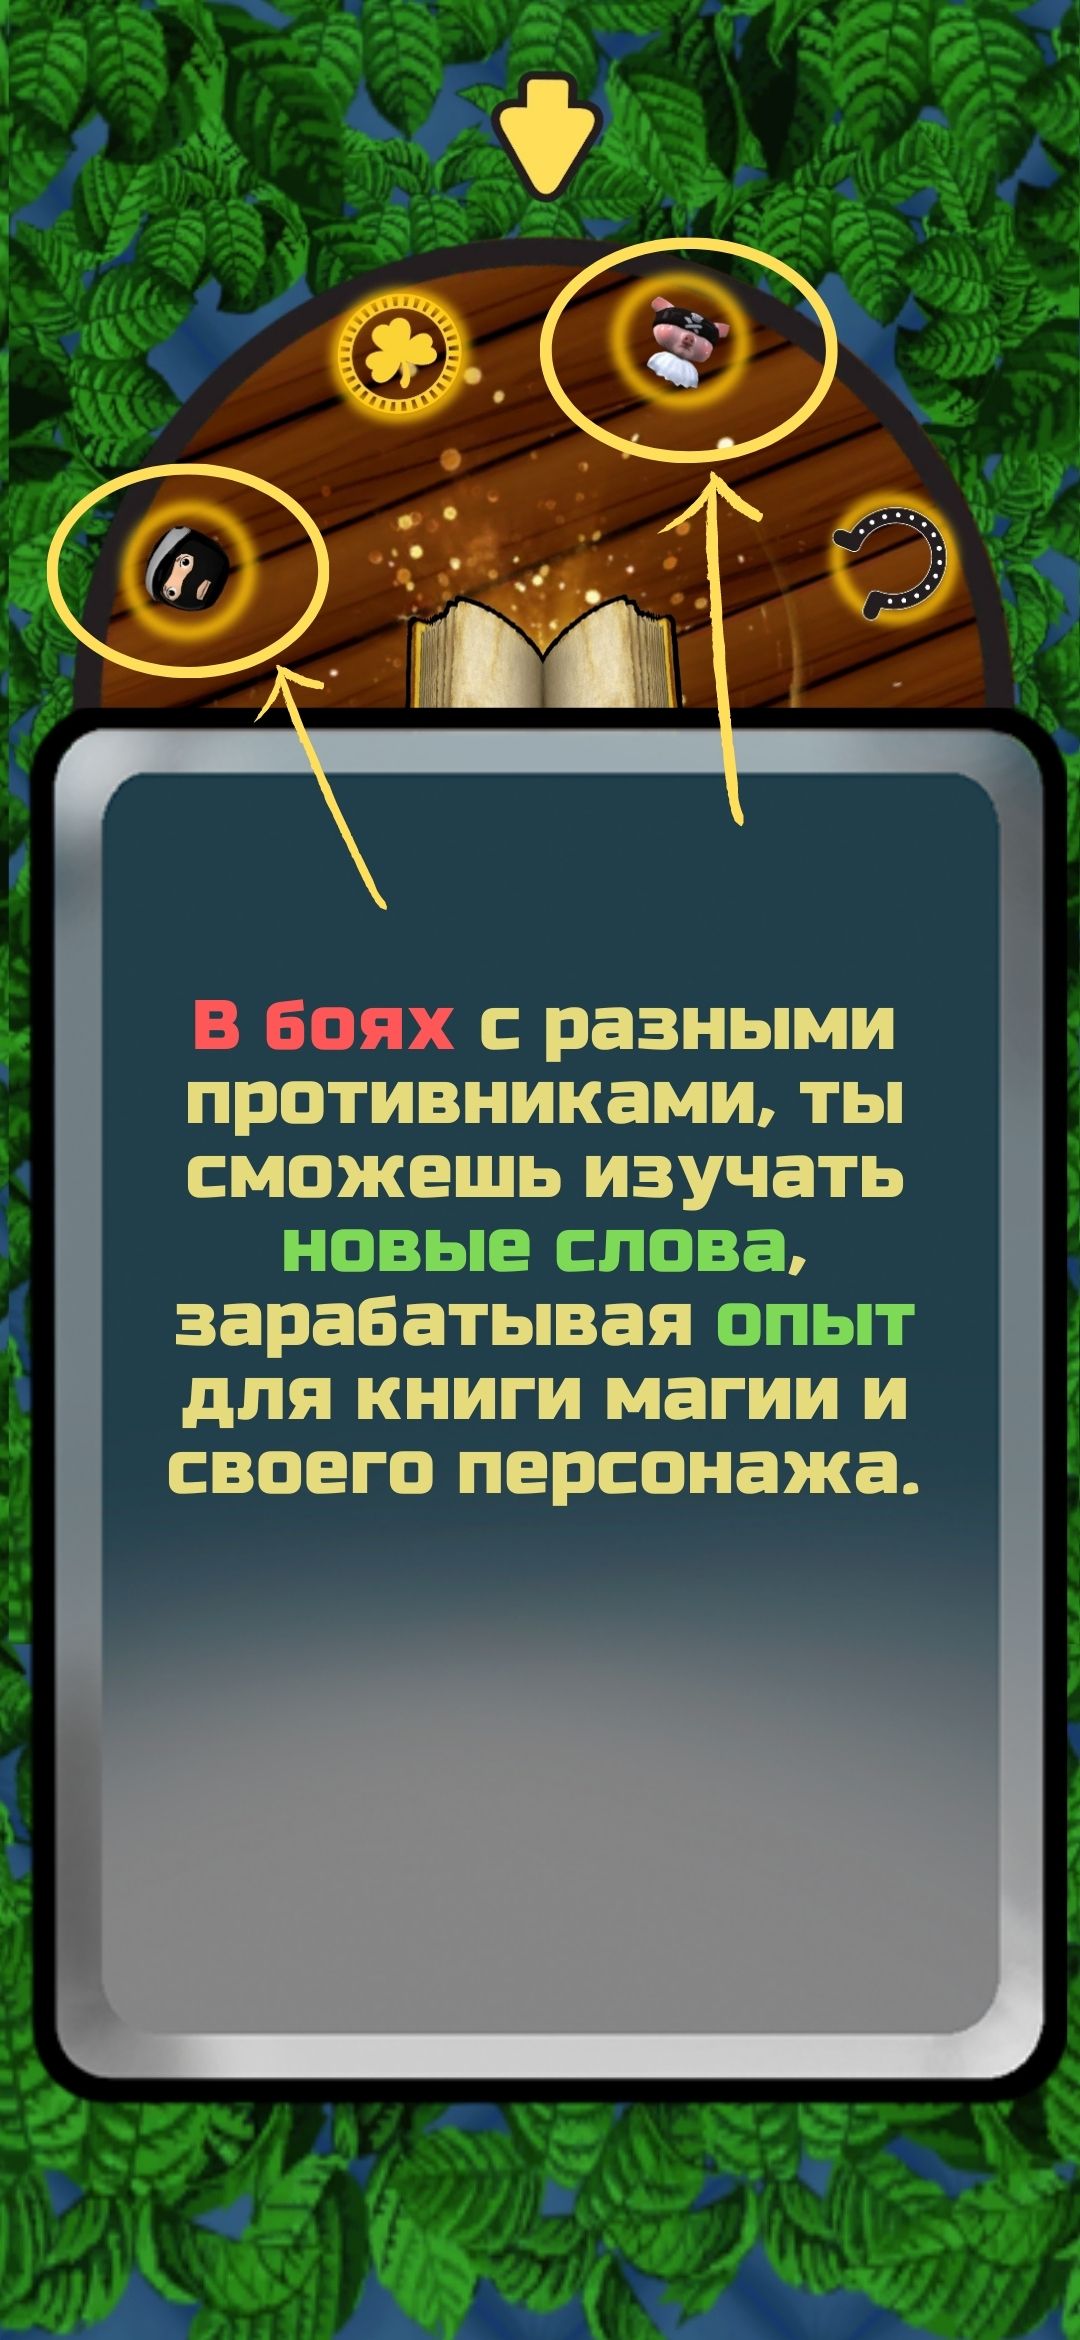 В боях с разными
противниками, ты
сможешь изучать
новые слова,
зарабатывая опыт
для книги магии и
своего персонажа.